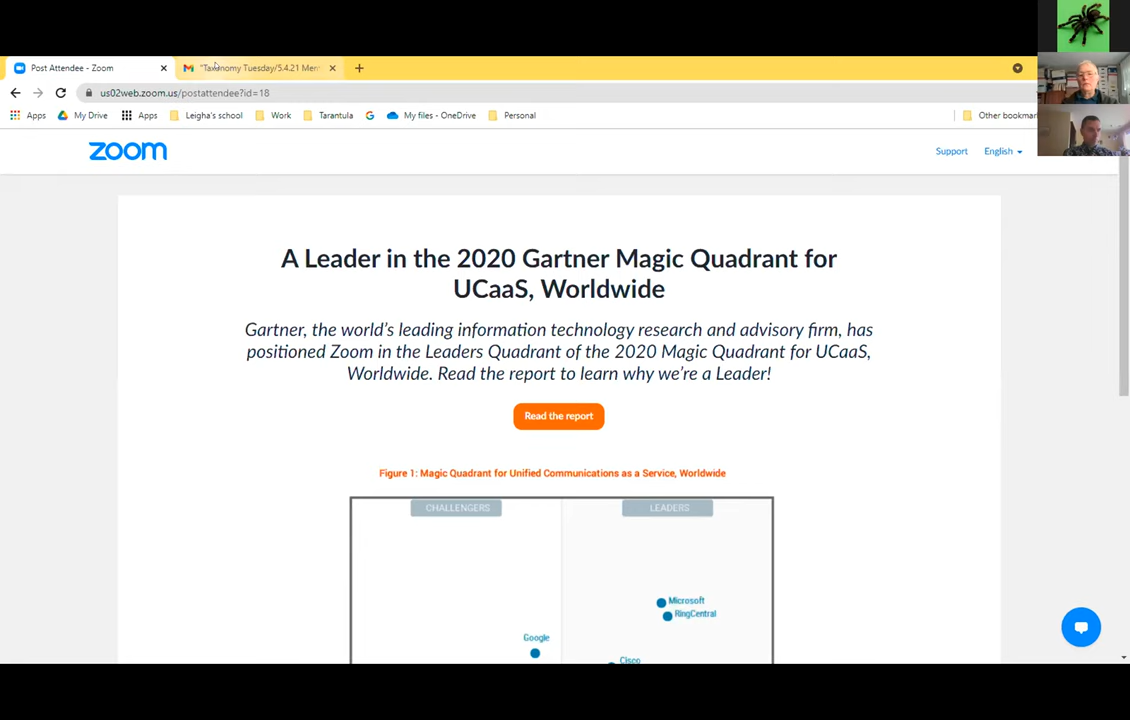 Post Attendee - Zoom
"Taxonomy Tuesday/5.4.21 Mem
us02web.zoom.us/postattendee?id=18
Apps
My Drive
Apps
Leigha's school
Work
Tarantula
My files - OneDrive
Personal
Other bookmar
zoom
Support
English
A Leader in the 2020 Gartner Magic Quadrant for
UCaaS, Worldwide
Gartner, the world's leading information technology research and advisory firm, has
positioned Zoom in the Leaders Quadrant of the 2020 Magic Quadrant for UCaaS,
Worldwide. Read the report to learn why we're a Leader!
Read the report
Figure 1: Magic Quadrant for Unified Communications as a Service, Worldwide
CHALLENGERS
LEADERS
Microsoft
RingCentral
Google
Cisco